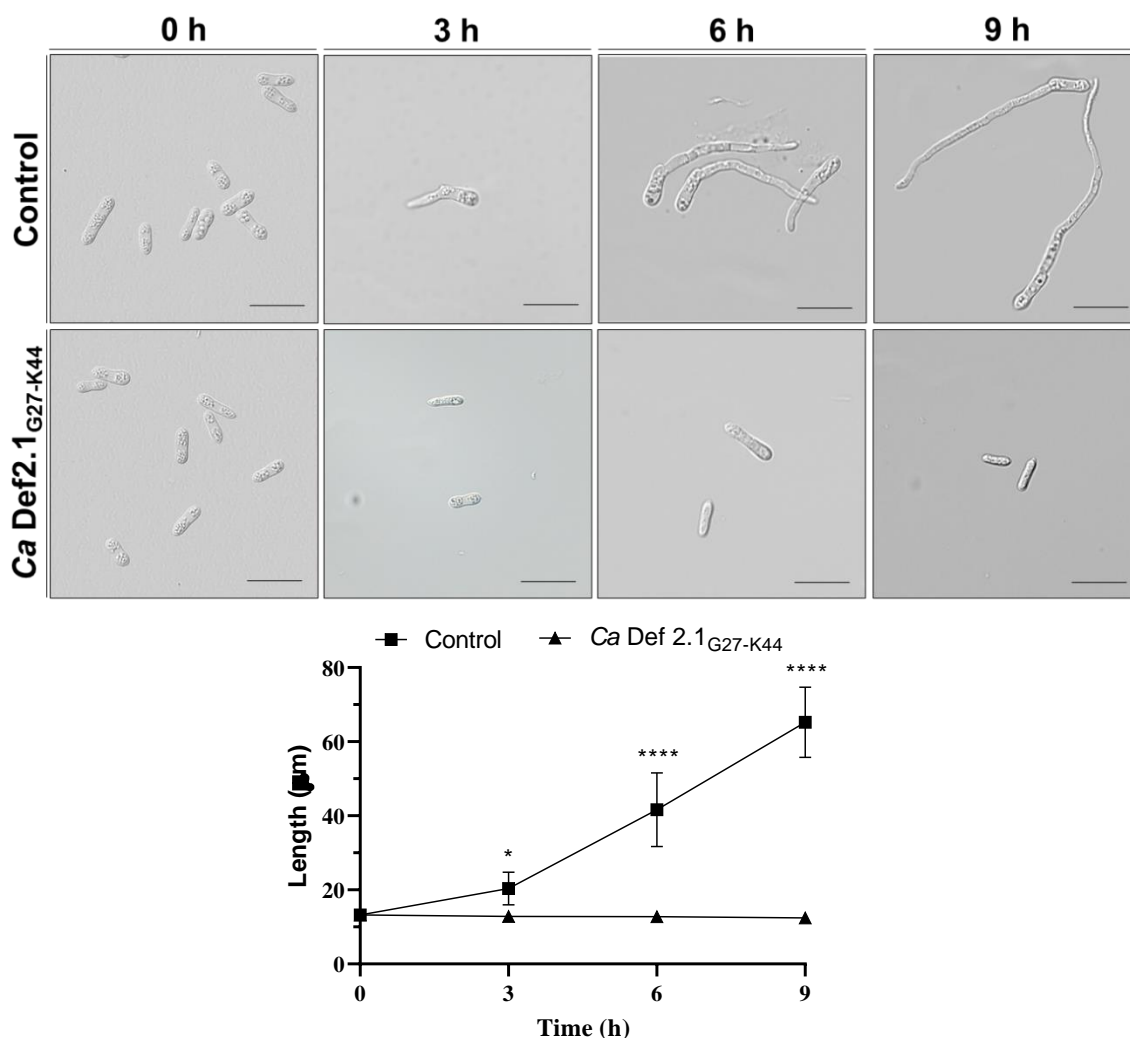 0 h 3 h 6 h 9 h
Control
Ca Def2.1G27-K44
Control Ca Def 2.1G27-K44
80
60
40
20
0
Length (μm)
*
****
****
0 3 6 9
Time (h)